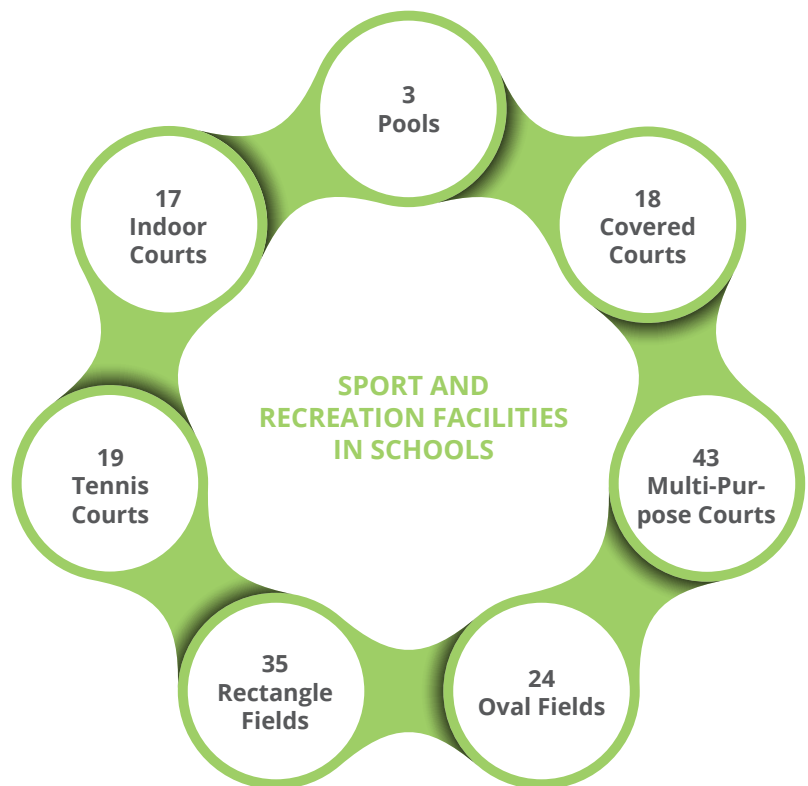 3
Pools
18
Covered
Courts
43
Multi-Pur-
pose Courts
24
Oval Fields
35
Rectangle
Fields
19
Tennis
Courts
17
Indoor
Courts
SPORT AND
RECREATION FACILITIES
IN SCHOOLS